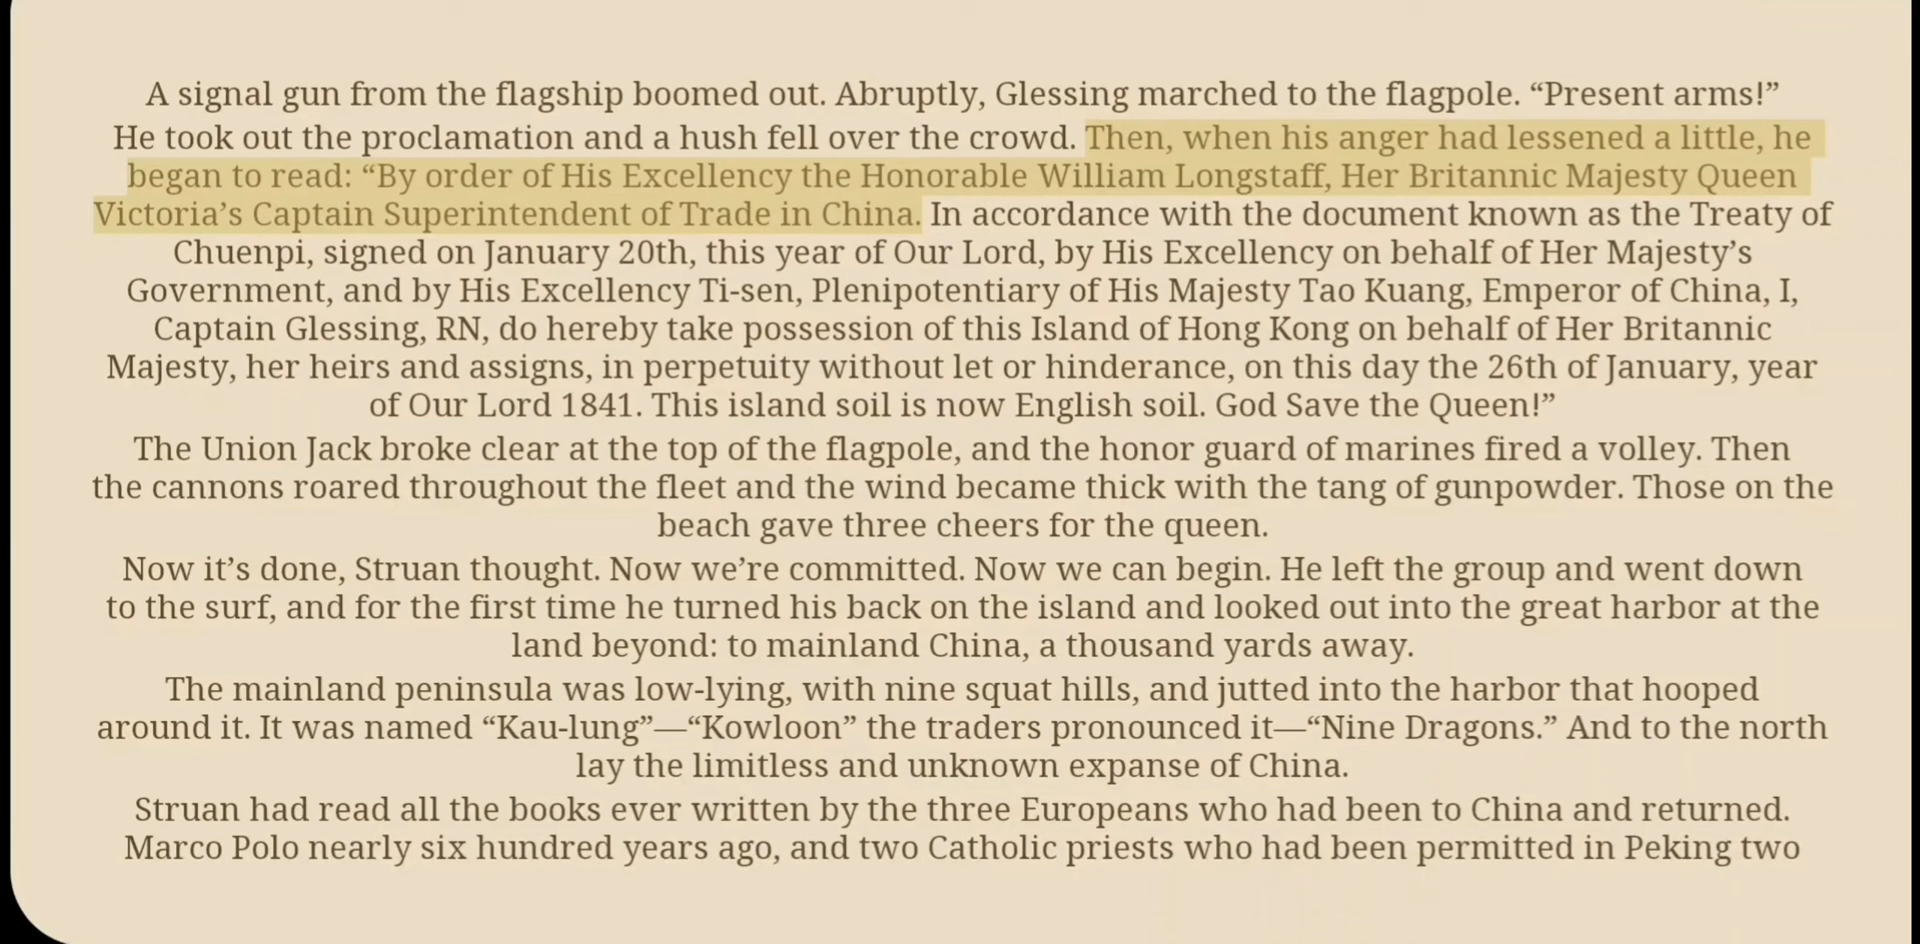 A signal gun from the flagship boomed out. Abruptly, Glessing marched to the flagpole. “Present arms!”
He took out the proclamation and a hush fell over the crowd. Then, when his anger had lessened a little, he
began to read: “By order of His Excellency the Honorable William Longstaff, Her Britannic Majesty Queen
Victoria’s Captain Superintendent of Trade in China. In accordance with the document known as the Treaty of
Chuenpi, signed on January 20th, this year of Our Lord, by His Excellency on behalf of Her Majesty’s
Government, and by His Excellency Ti-sen, Plenipotentiary of His Majesty Tao Kuang, Emperor of China, I,
Captain Glessing, RN, do hereby take possession of this Island of Hong Kong on behalf of Her Britannic
Majesty, her heirs and assigns, in perpetuity without let or hinderance, on this day the 26th of January, year
of Our Lord 1841. This island soil is now English soil. God Save the Queen!”
The Union Jack broke clear at the top of the flagpole, and the honor guard of marines fired a volley. Then
the cannons roared throughout the fleet and the wind became thick with the tang of gunpowder. Those on the
beach gave three cheers for the queen.
Now it’s done, Struan thought. Now we’re committed. Now we can begin. He left the group and went down
to the surf, and for the first time he turned his back on the island and looked out into the great harbor at the
land beyond: to mainland China, a thousand yards away.
The mainland peninsula was low-lying, with nine squat hills, and jutted into the harbor that hooped
around it. It was named “Kau-lung”—“Kowloon” the traders pronounced it—“Nine Dragons.” And to the north
lay the limitless and unknown expanse of China.
Struan had read all the books ever written by the three Europeans who had been to China and returned.
Marco Polo nearly six hundred years ago, and two Catholic priests who had been permitted in Peking two